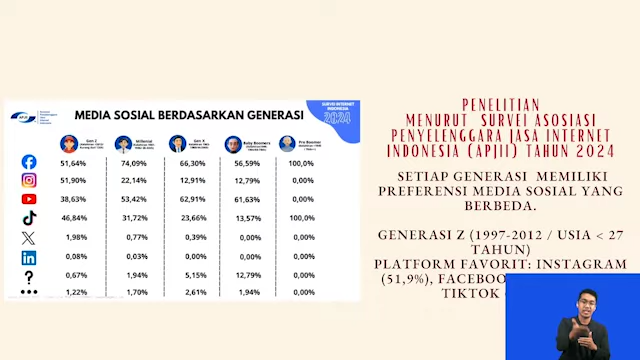 APJII
SURVEI INTERNET
INDONESIA
2024
MEDIA SOSIAL BERDASARKAN GENERASI
Gen Z
Milenial
Gen X
Baby Boomers
Pre Boomer
51,64% 74,09% 66,30% 56,59% 100,0%
51,90% 22,14% 12,91% 12,79% 0,00%
38,63% 53,42% 62,91% 61,63% 0,00%
46,84% 31,72% 23,66% 13,57% 100,0%
1,98% 0,77% 0,39% 0,00% 0,00%
0,08% 0,03% 0,00% 0,00% 0,00%
? 0,67% 1,94% 5,15% 12,79% 0,00%
1,22% 1,70% 2,61% 1,94% 0,00%
PENELITIAN
MENURUT SURVEI ASOSIASI
PENYELENGGARA JASA INTERNET
INDONESIA (APJII) TAHUN 2024
SETIAP GENERASI MEMILIKI
PREFERENSI MEDIA SOSIAL YANG
BERBEDA.
GENERASI Z (1997-2012 / USIA < 27
TAHUN)
PLATFORM FAVORIT: INSTAGRAM
(51,9%), FACEBOO
TIKTOK